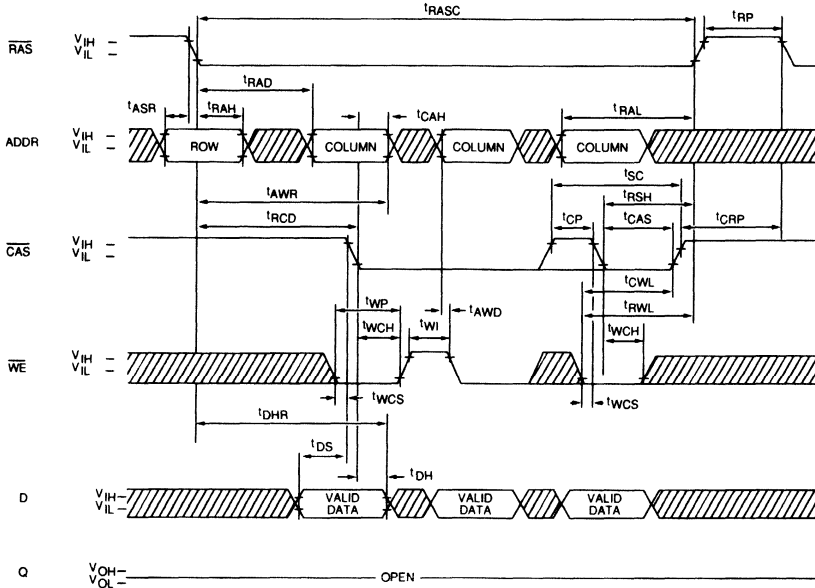 tRASC
tRP
RAS VIH VIL
tRAD
tASR tRAH tCAH tRAL
ADDR VIH VIL ROW COLUMN COLUMN COLUMN
tSC
tAWR tRSH
tRCD tCP tCAS tCRP
CAS VIH VIL
tCWL
tWP tAWD tRWL
tWCH tWI tWCH
WE VIH VIL
tWCS tWCS
tDHR
tDS
tDH
D VIH VIL VALID DATA VALID DATA VALID DATA
Q VOH VOL OPEN